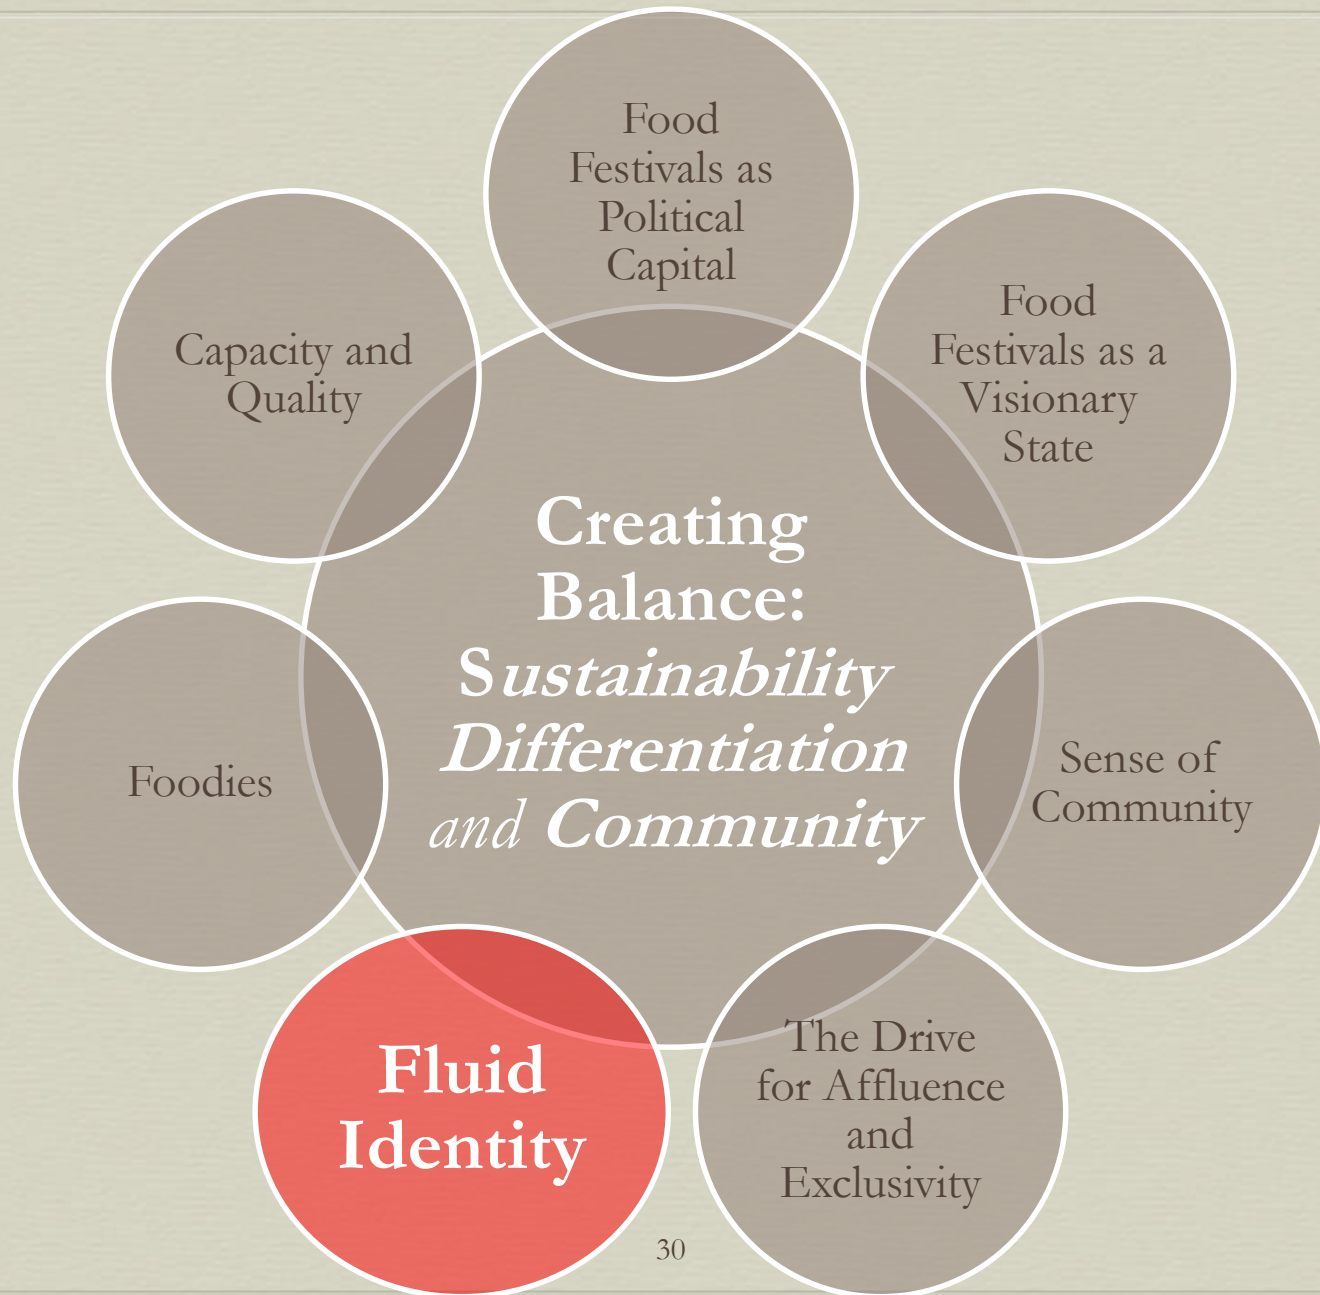 Food
Festivals as
Political
Capital
Food
Festivals as a
Visionary
State
Sense of
Community
The Drive
for Affluence
and
Exclusivity
Fluid
Identity
Foodies
Capacity and
Quality
Creating
Balance:
Sustainability
Differentiation
and Community
30